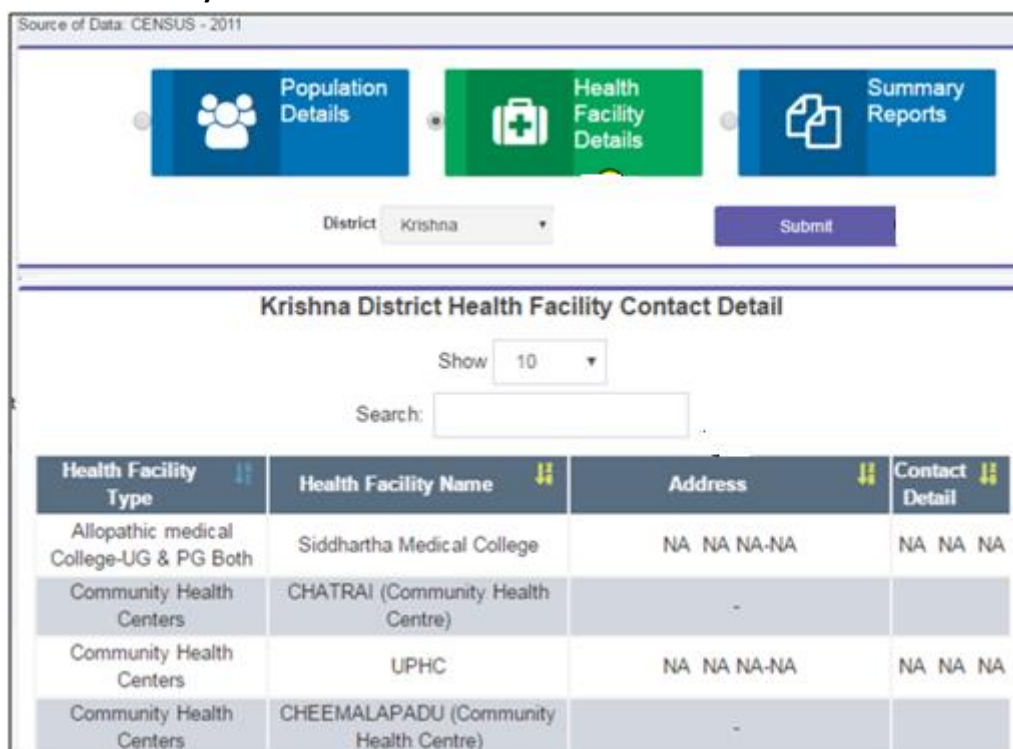 Source of Data: CENSUS - 2011
Population
Details
Health
Facility
Details
Summary
Reports
District Krishna Submit
Krishna District Health Facility Contact Detail
Show 10
Search:
Health Facility
Type
Health Facility Name
Address
Contact
Detail
Allopathic medical
College-UG & PG Both
Siddhartha Medical College
NA NA NA-NA
NA NA NA
Community Health
Centers
CHATRAI (Community Health
Centre)
-
Community Health
Centers
UPHC
NA NA NA-NA
NA NA NA
Community Health
Centers
CHEEMALAPADU (Community
Health Centre)
-